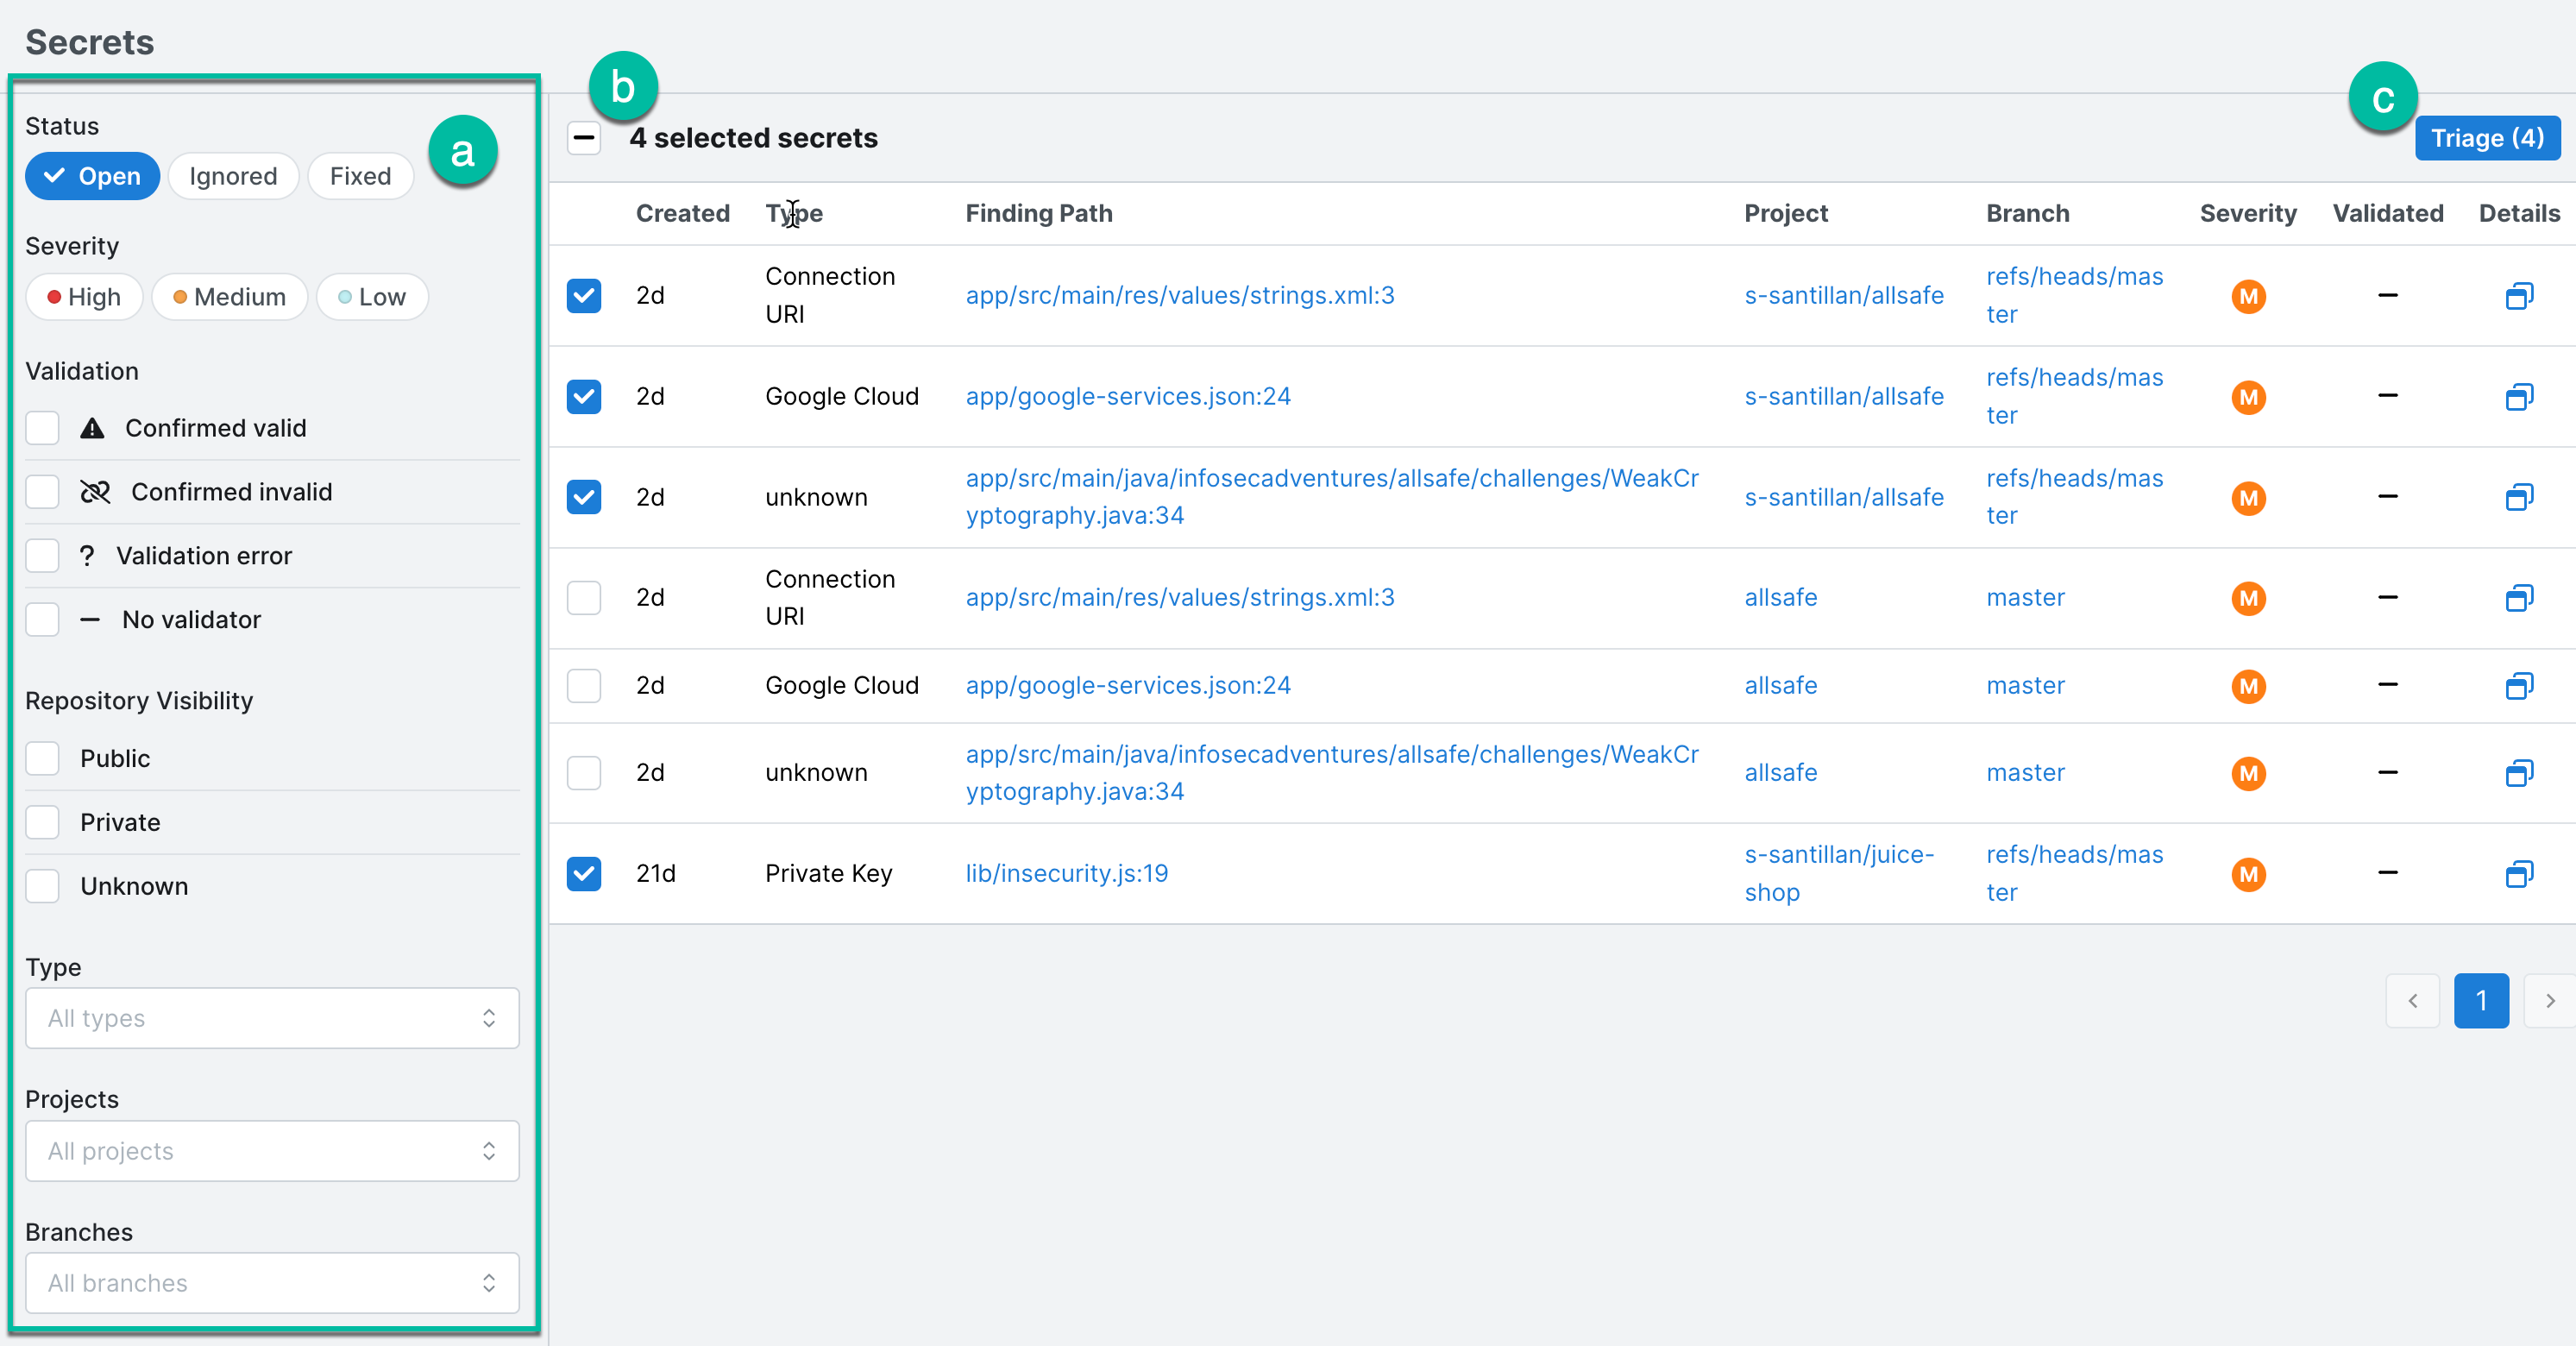 Secrets
a
Status
Open Ignored Fixed
Severity
High Medium Low
Validation
Confirmed valid
Confirmed invalid
? Validation error
No validator
Repository Visibility
Public
Private
Unknown
Type
All types
Projects
All projects
Branches
All branches
b
c
4 selected secrets
Triage (4)
Created Type Finding Path Project Branch Severity Validated Details
2d Connection URI app/src/main/res/values/strings.xml:3 s-santillan/allsafe refs/heads/master M –
2d Google Cloud app/google-services.json:24 s-santillan/allsafe refs/heads/master M –
2d unknown app/src/main/java/infosecadventures/allsafe/challenges/WeakCryptography.java:34 s-santillan/allsafe refs/heads/master M –
2d Connection URI app/src/main/res/values/strings.xml:3 allsafe master M –
2d Google Cloud app/google-services.json:24 allsafe master M –
2d unknown app/src/main/java/infosecadventures/allsafe/challenges/WeakCryptography.java:34 allsafe master M –
21d Private Key lib/insecurity.js:19 s-santillan/juice-shop refs/heads/master M –
1